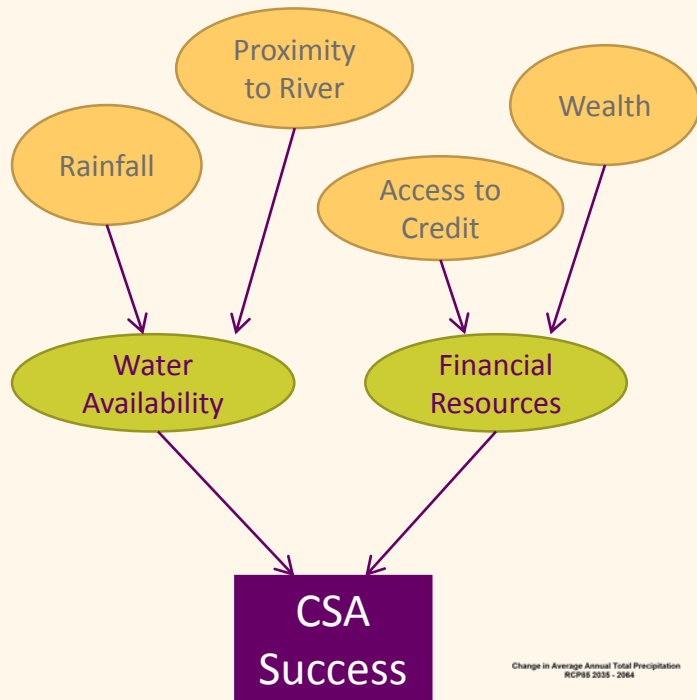 Proximity
to River
Wealth
Rainfall
Access to
Credit
Water
Availability
Financial
Resources
CSA
Success
Change in Average Annual Total Precipitation
RCP85 2035 - 2064